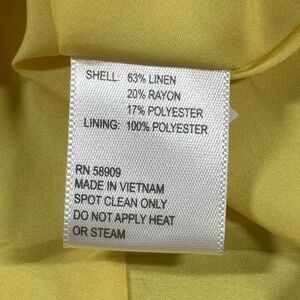 SHELL: 63% LINEN
20% RAYON
17% POLYESTER
LINING: 100% POLYESTER
RN 58909
MADE IN VIETNAM
SPOT CLEAN ONLY
DO NOT APPLY HEAT
OR STEAM